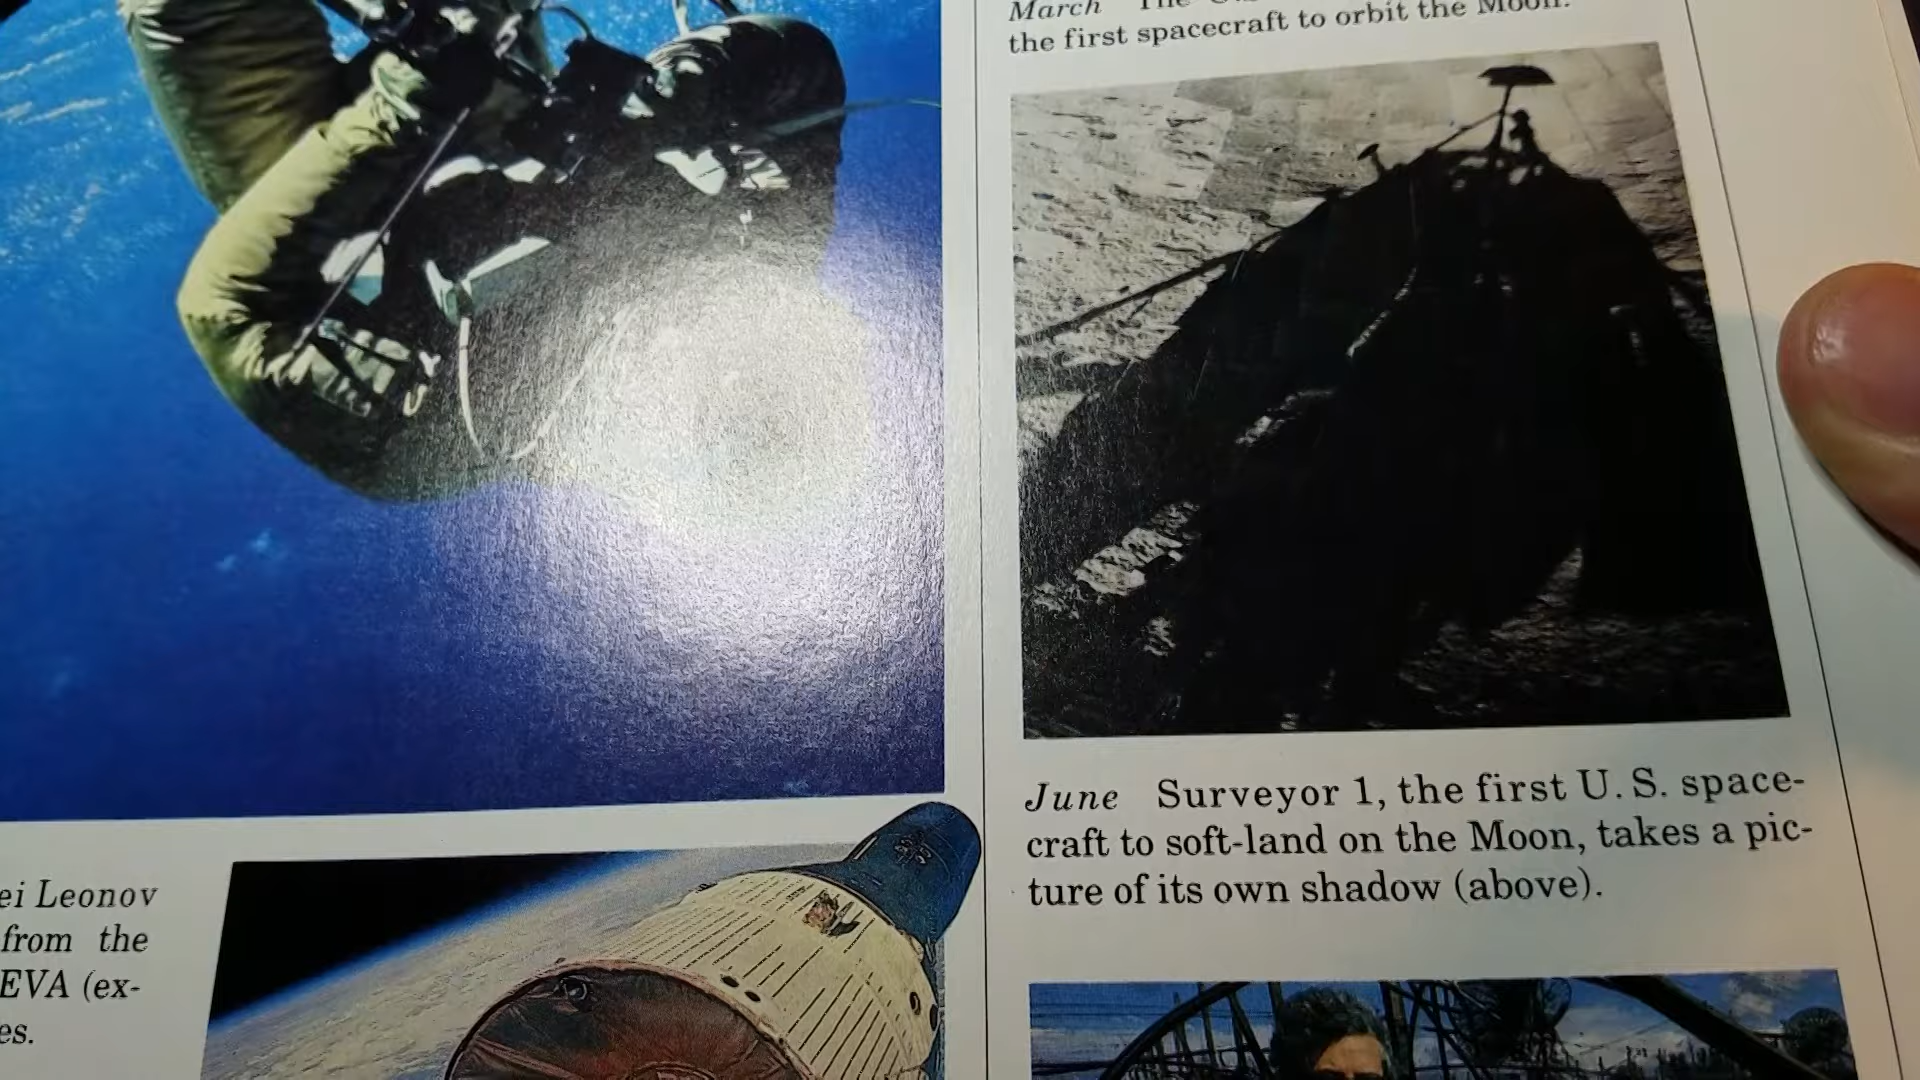 ei Leonov
from the
EVA (ex-
es.
March The
the first spacecraft to orbit the Moon.
June Surveyor 1, the first U. S. space-
craft to soft-land on the Moon, takes a pic-
ture of its own shadow (above).